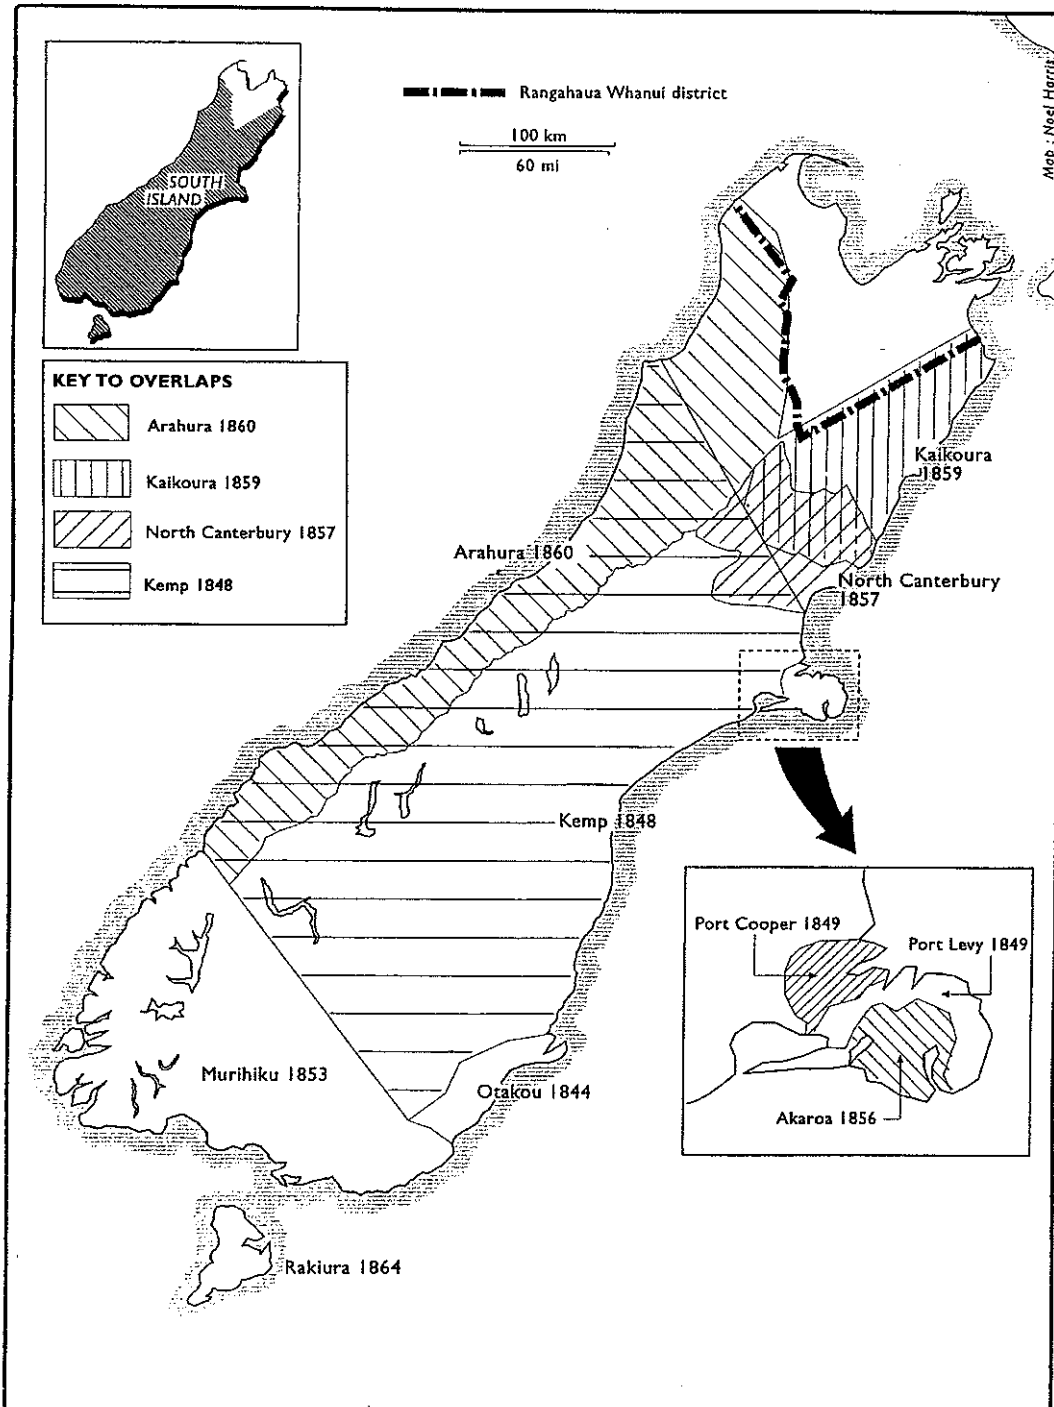 SOUTH
ISLAND
Rangahaua Whanui district
100 km
60 mi
Map : Noel Harris
KEY TO OVERLAPS
Arahura 1860
Kaikoura 1859
North Canterbury 1857
Kemp 1848
Kaikoura
1859
Arahura 1860
North Canterbury
1857
Kemp 1848
Port Cooper 1849
Port Levy 1849
Akaroa 1856
Murihiku 1853
Otakou 1844
Rakiura 1864